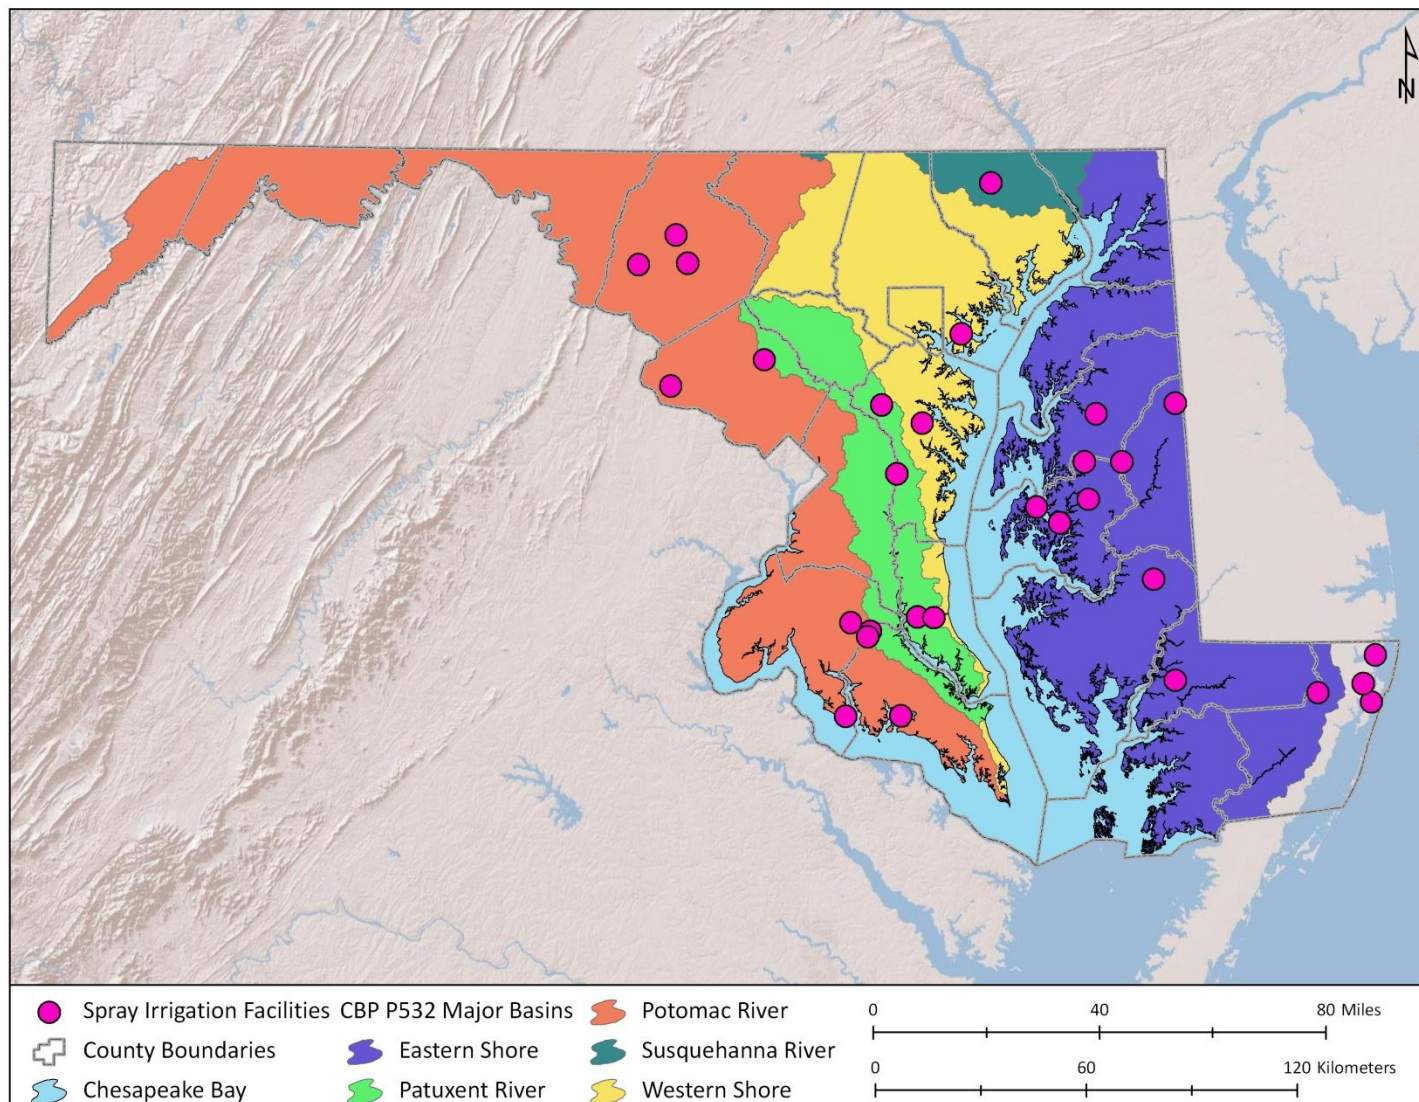 N
Spray Irrigation Facilities CBP P532 Major Basins Potomac River 0 40 80 Miles
County Boundaries Eastern Shore Susquehanna River
Chesapeake Bay Patuxent River Western Shore 0 60 120 Kilometers